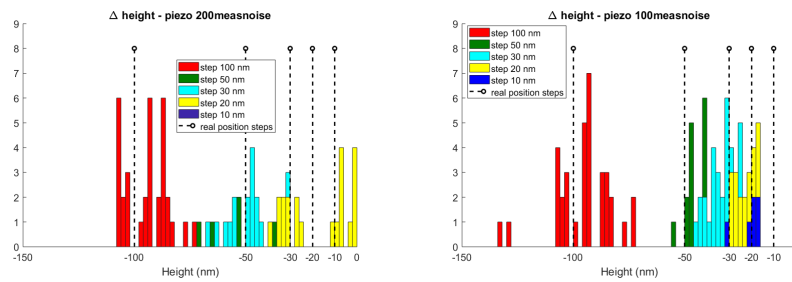 Δ height - piezo 200measnoise
9
8
7
6
5
4
3
2
1
0
step 100 nm
step 50 nm
step 30 nm
step 20 nm
step 10 nm
real position steps
-150 -100 -50 -30 -20 -10 0
Height (nm)
Δ height - piezo 100measnoise
9
8
7
6
5
4
3
2
1
0
step 100 nm
step 50 nm
step 30 nm
step 20 nm
step 10 nm
real position steps
-150 -100 -50 -30 -20 -10
Height (nm)